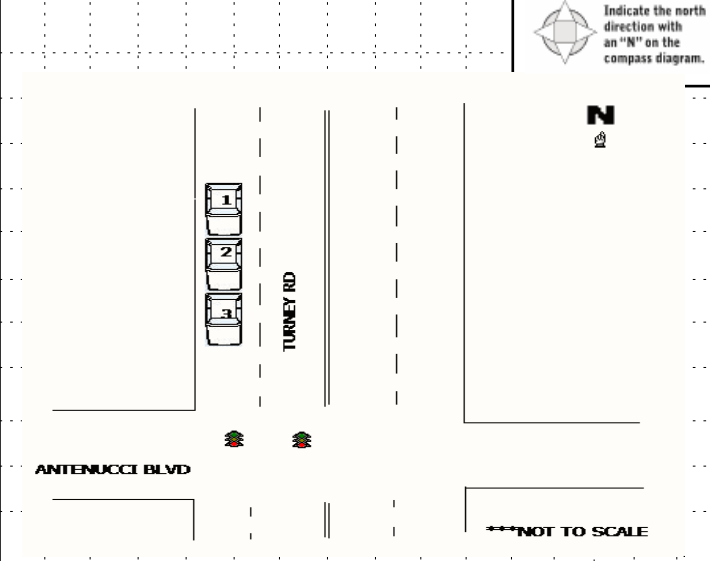 Indicate the north
direction with
an “N” on the
compass diagram.
N
1
2
3
TURNEY RD
ANTENUCCI BLVD
***NOT TO SCALE